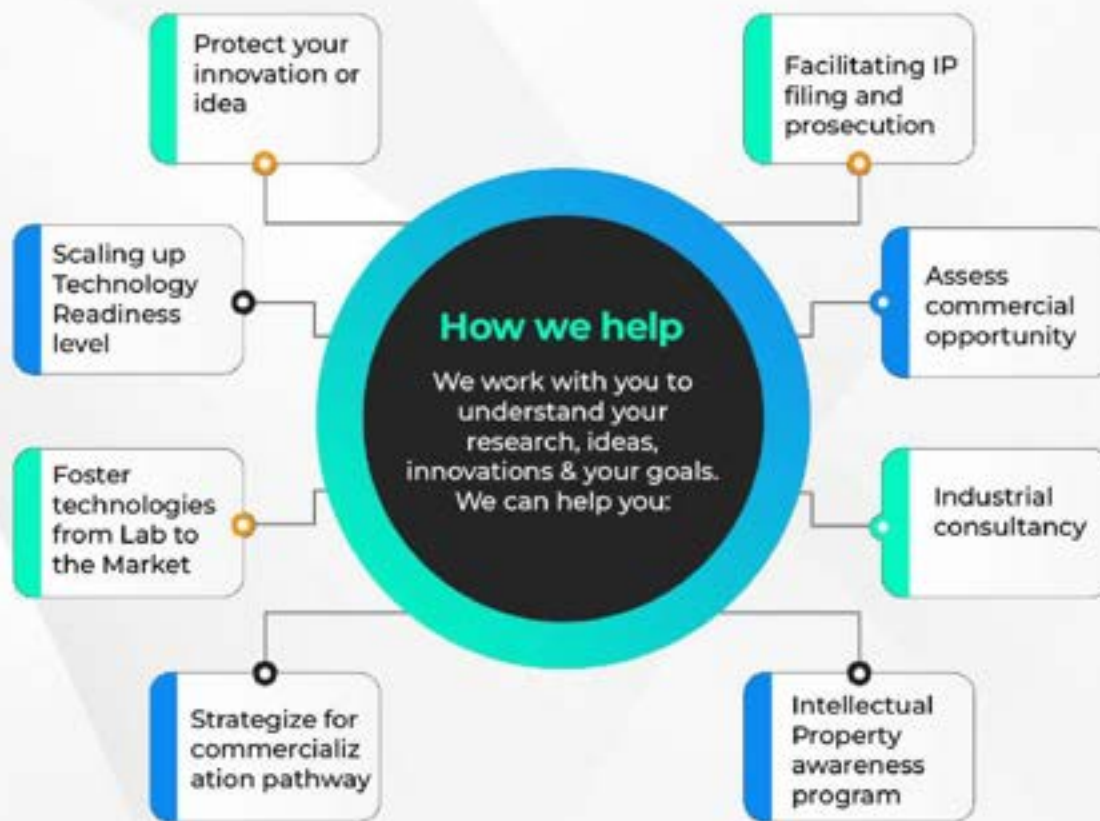 Protect your
innovation or
idea
Facilitating IP
filing and
prosecution
Scaling up
Technology
Readiness
level
Assess
commercial
opportunity
How we help
We work with you to
understand your
research, ideas,
innovations & your goals.
We can help you:
Foster
technologies
from Lab to
the Market
Industrial
consultancy
Strategize for
commercializ
ation pathway
Intellectual
Property
awareness
program